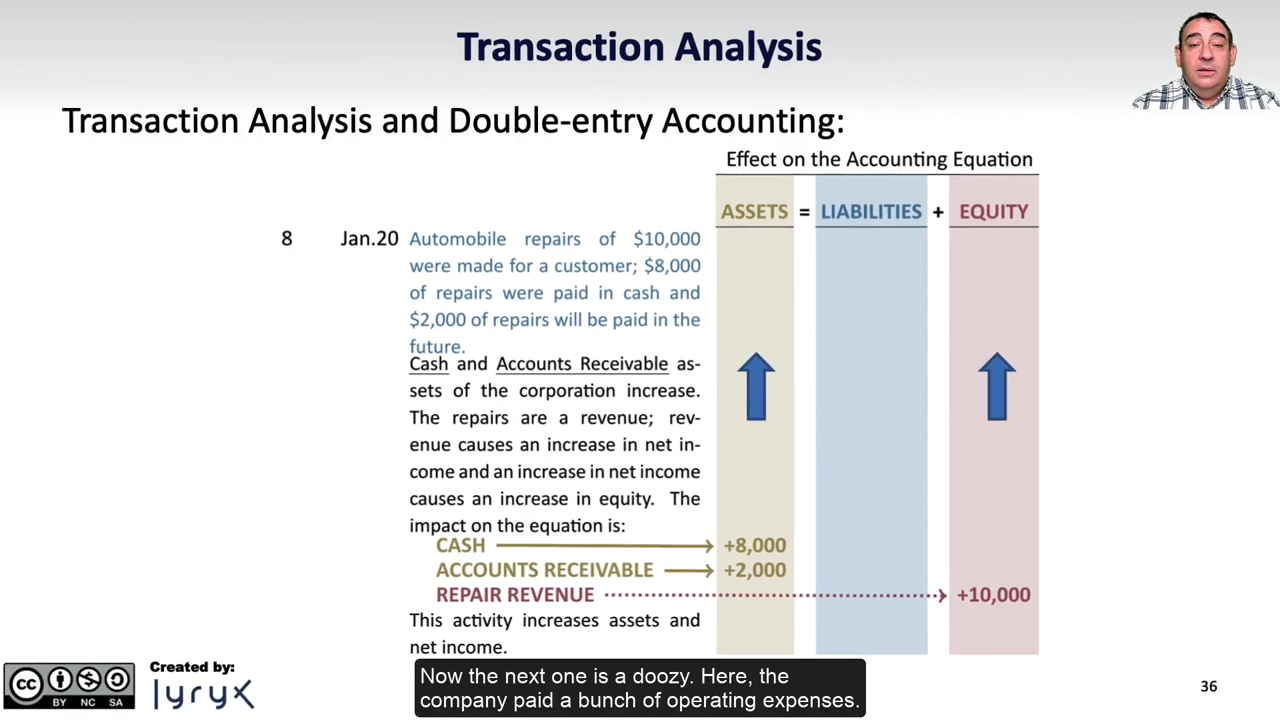 Transaction Analysis
Transaction Analysis and Double-entry Accounting:
Effect on the Accounting Equation
ASSETS = LIABILITIES + EQUITY
8 Jan.20 Automobile repairs of $10,000
were made for a customer; $8,000
of repairs were paid in cash and
$2,000 of repairs will be paid in the
future.
Cash and Accounts Receivable as-
sets of the corporation increase.
The repairs are a revenue; rev-
enue causes an increase in net in-
come and an increase in net income
causes an increase in equity. The
impact on the equation is:
CASH +8,000
ACCOUNTS RECEIVABLE +2,000
REPAIR REVENUE +10,000
This activity increases assets and
net income.
Now the next one is a doozy. Here, the
company paid a bunch of operating expenses.
cc
BY NC SA
Created by:
lyryx
36